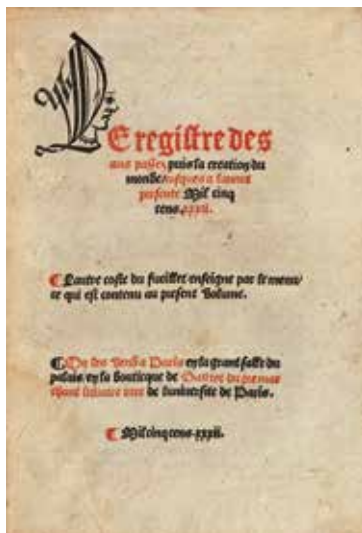 LE registre des
ans passez puis la creation du
monde/iusques a lannee
presente Mil cinq
cens.xxxii.
¶ Lautre coste du fueillet enseigne par le menu
ce qui est contenu au present Volume.
¶ On les vend a Paris en la grant salle du
palais/en la bouticque de Galliot du pre mar
chant libraire iure de luniuersite de Paris.
¶ Mil cinq cens.xxxii.